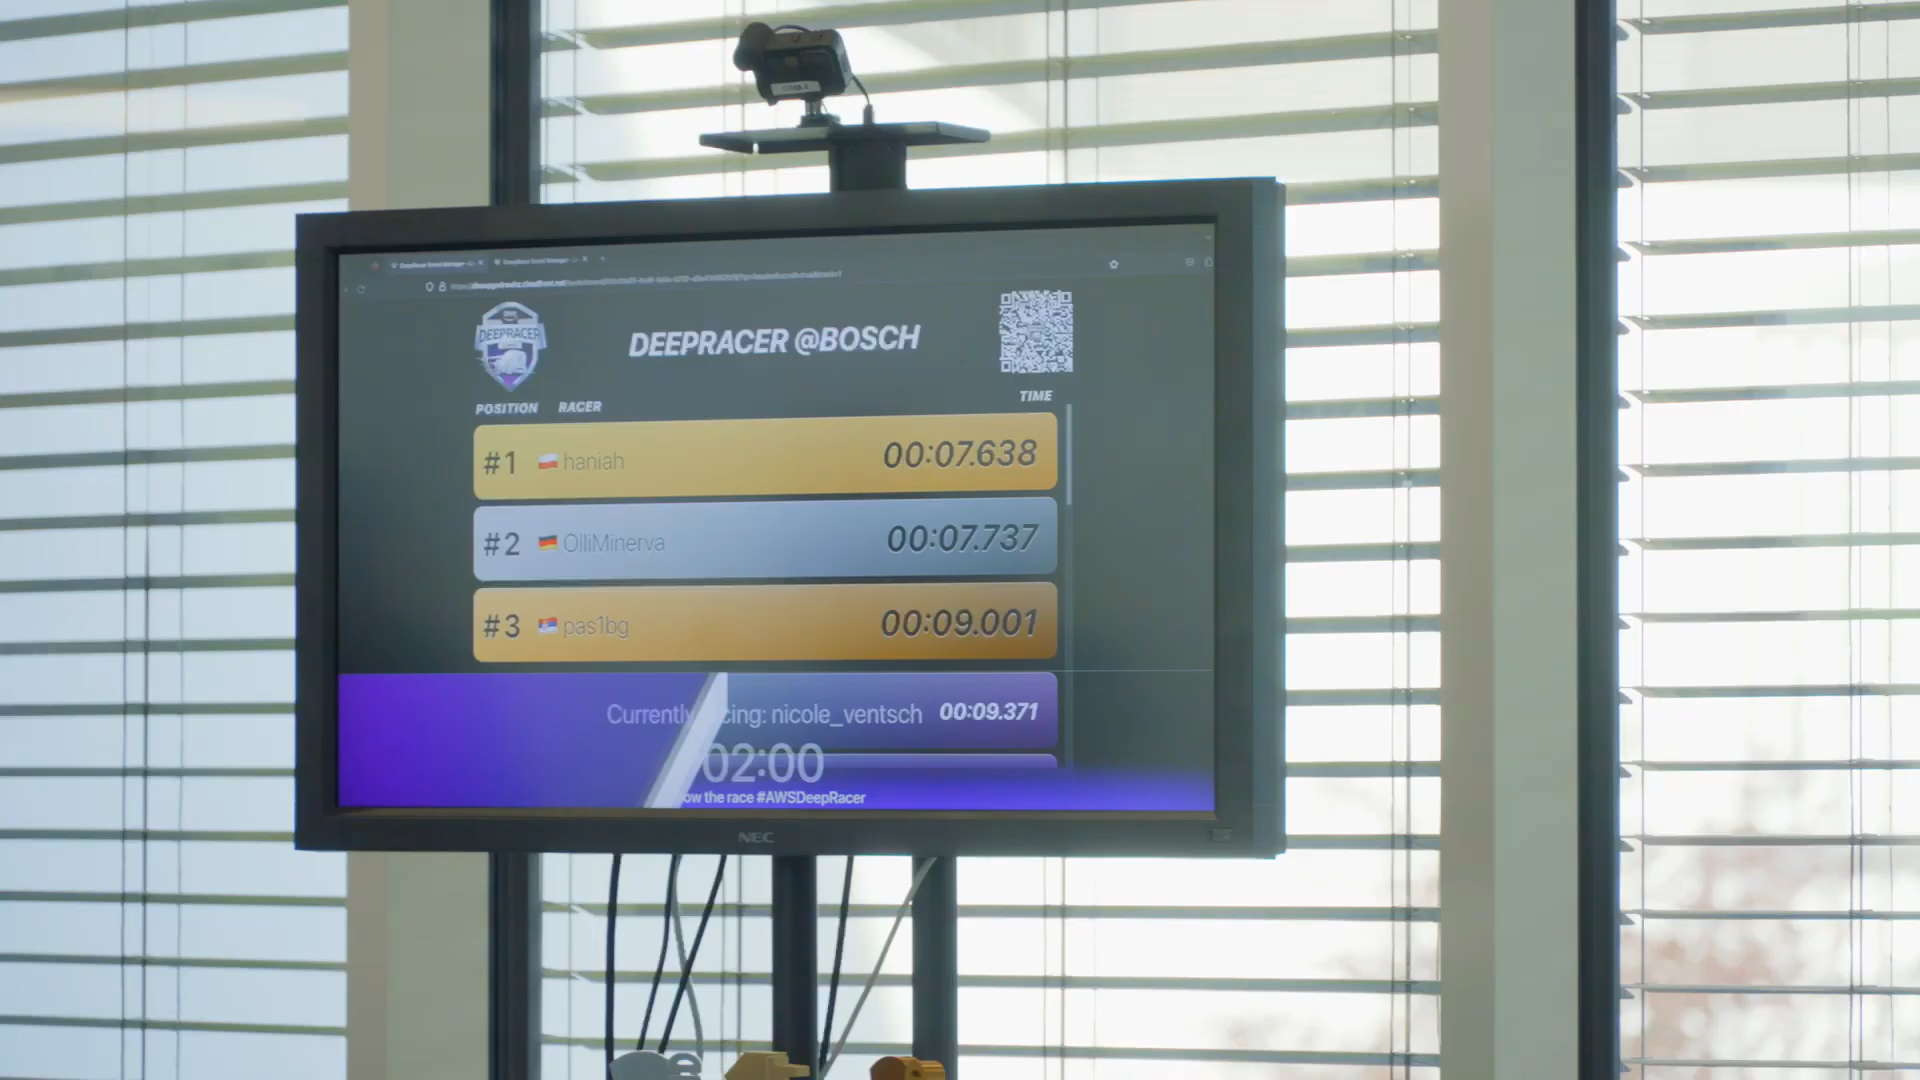 DEEPRACER
DEEPRACER @BOSCH
POSITION RACER TIME
#1 haniah 00:07.638
#2 OlliMinerva 00:07.737
#3 pas1bg 00:09.001
Currently cing: nicole_ventsch 00:09.371
02:00
ow the race #AWSDeepRacer
NEC